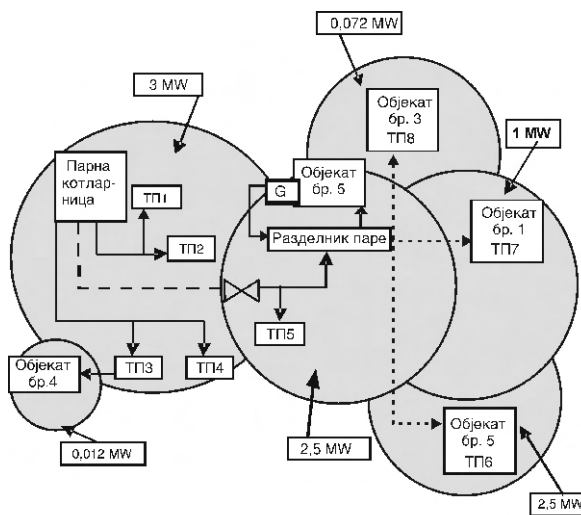 0,072 MW
3 MW
Објекат
бр. 3
ТП8
1 MW
Парна
котлар-
ница
ТП1
ТП2
G
Објекат
бр. 5
Разделник паре
Објекат
бр. 1
ТП7
ТП5
Објекат
бр.4
ТП3
ТП4
0,012 MW
2,5 MW
Објекат
бр. 5
ТП6
2,5 MW